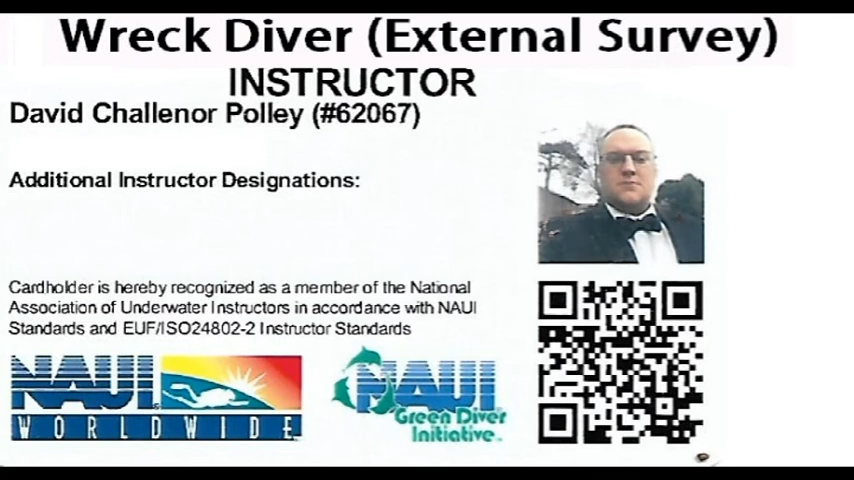 Wreck Diver (External Survey)
INSTRUCTOR
David Challenor Polley (#62067)
Additional Instructor Designations:
Cardholder is hereby recognized as a member of the National
Association of Underwater Instructors in accordance with NAUI
Standards and EUF/ISO24802-2 Instructor Standards
NAUI
WORLDWIDE
NAUI
Green Diver
Initiative